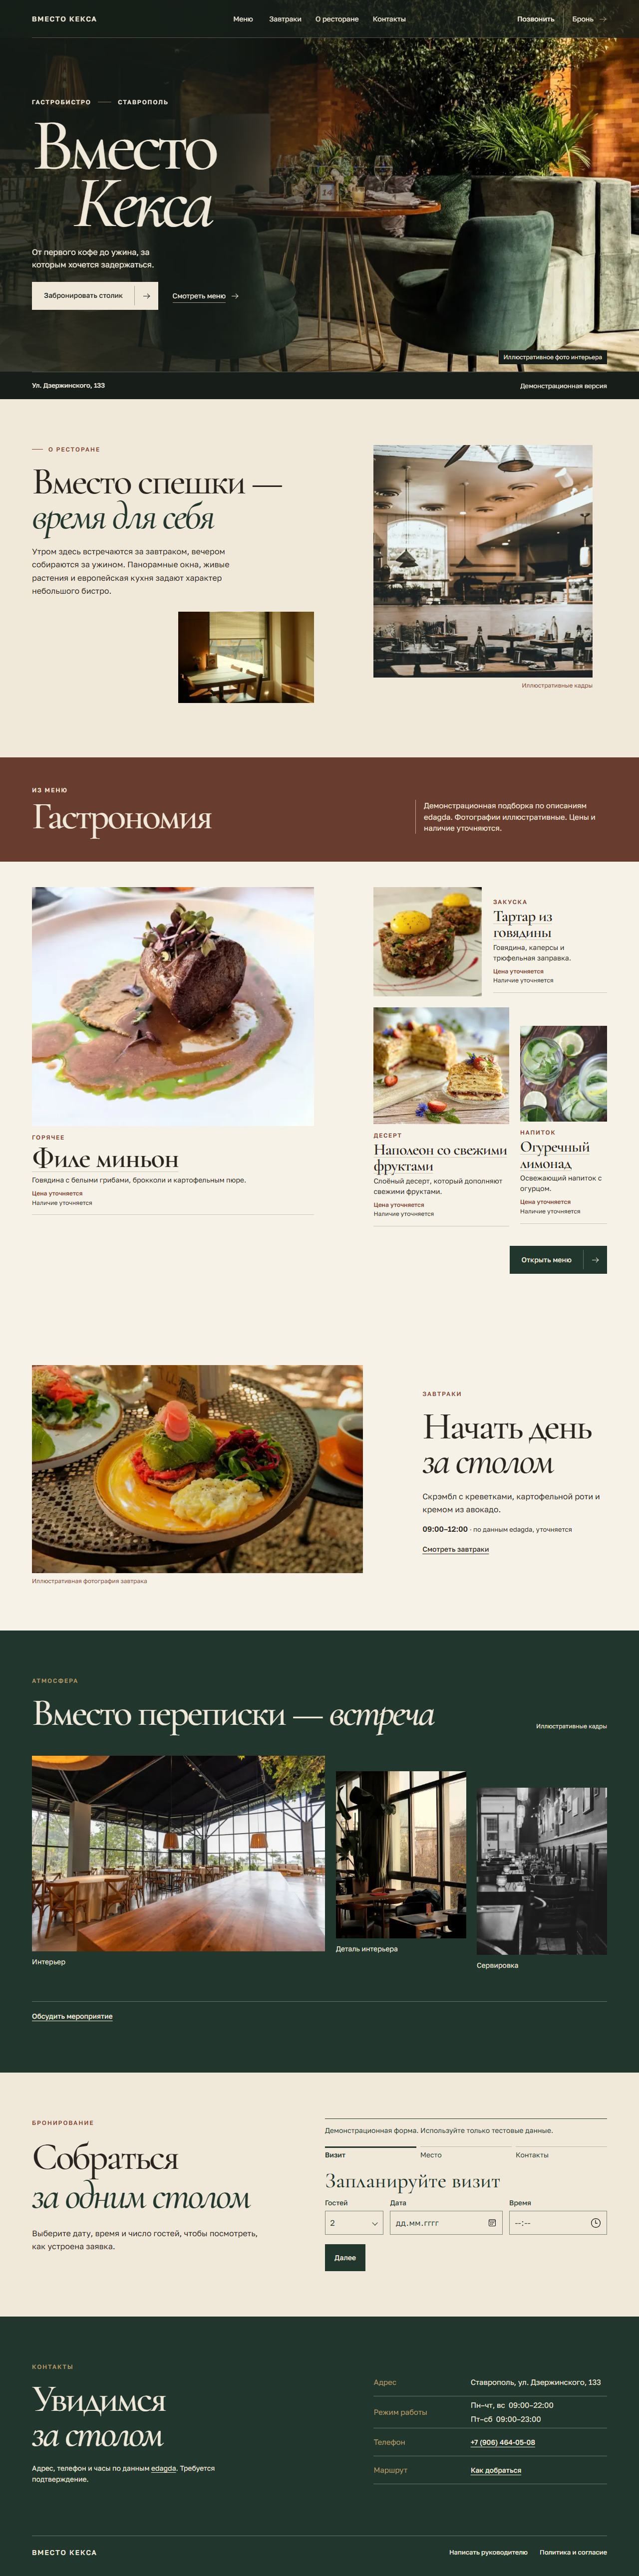 ВМЕСТО КЕКСА
Меню Завтраки О ресторане Контакты
Позвонить Бронь →
ГАСТРОБИСТРО — СТАВРОПОЛЬ
Вместо
Кекса
От первого кофе до ужина, за
которым хочется задержаться.
Забронировать столик →
Смотреть меню →
14
Иллюстративное фото интерьера
Ул. Дзержинского, 133
Демонстрационная версия
О РЕСТОРАНЕ
Вместо спешки —
время для себя
Утром здесь встречаются за завтраком, вечером
собираются за ужином. Панорамные окна, живые
растения и европейская кухня задают характер
небольшого бистро.
Иллюстративные кадры
ИЗ МЕНЮ
Гастрономия
Демонстрационная подборка по описаниям
edagda. Фотографии иллюстративные. Цены и
наличие уточняются.
ГОРЯЧЕЕ
Филе миньон
Говядина с белыми грибами, брокколи и картофельным пюре.
Цена уточняется
Наличие уточняется
ЗАКУСКА
Тартар из
говядины
Говядина, каперсы и
трюфельная заправка.
Цена уточняется
Наличие уточняется
ДЕСЕРТ
Наполеон со свежими
фруктами
Слоёный десерт, который дополняют
свежими фруктами.
Цена уточняется
Наличие уточняется
НАПИТОК
Огуречный
лимонад
Освежающий напиток с
огурцом.
Цена уточняется
Наличие уточняется
Открыть меню →
ЗАВТРАКИ
Начать день
за столом
Скрэмбл с креветками, картофельной роти и
кремом из авокадо.
09:00–12:00 · по данным edagda, уточняется
Смотреть завтраки
Иллюстративная фотография завтрака
АТМОСФЕРА
Вместо переписки — встреча
Иллюстративные кадры
Интерьер
Деталь интерьера
Сервировка
Обсудить мероприятие
БРОНИРОВАНИЕ
Собраться
за одним столом
Выберите дату, время и число гостей, чтобы посмотреть,
как устроена заявка.
Демонстрационная форма. Используйте только тестовые данные.
Визит Место Контакты
Запланируйте визит
Гостей Дата Время
2 дд.мм.гггг --:--
Далее
КОНТАКТЫ
Увидимся
за столом
Адрес, телефон и часы по данным edagda. Требуется
подтверждение.
Адрес Ставрополь, ул. Дзержинского, 133
Режим работы
Пн–чт, вс 09:00–22:00
Пт–сб 09:00–23:00
Телефон +7 (906) 464-05-08
Маршрут Как добраться
ВМЕСТО КЕКСА
Написать руководителю Политика и согласие